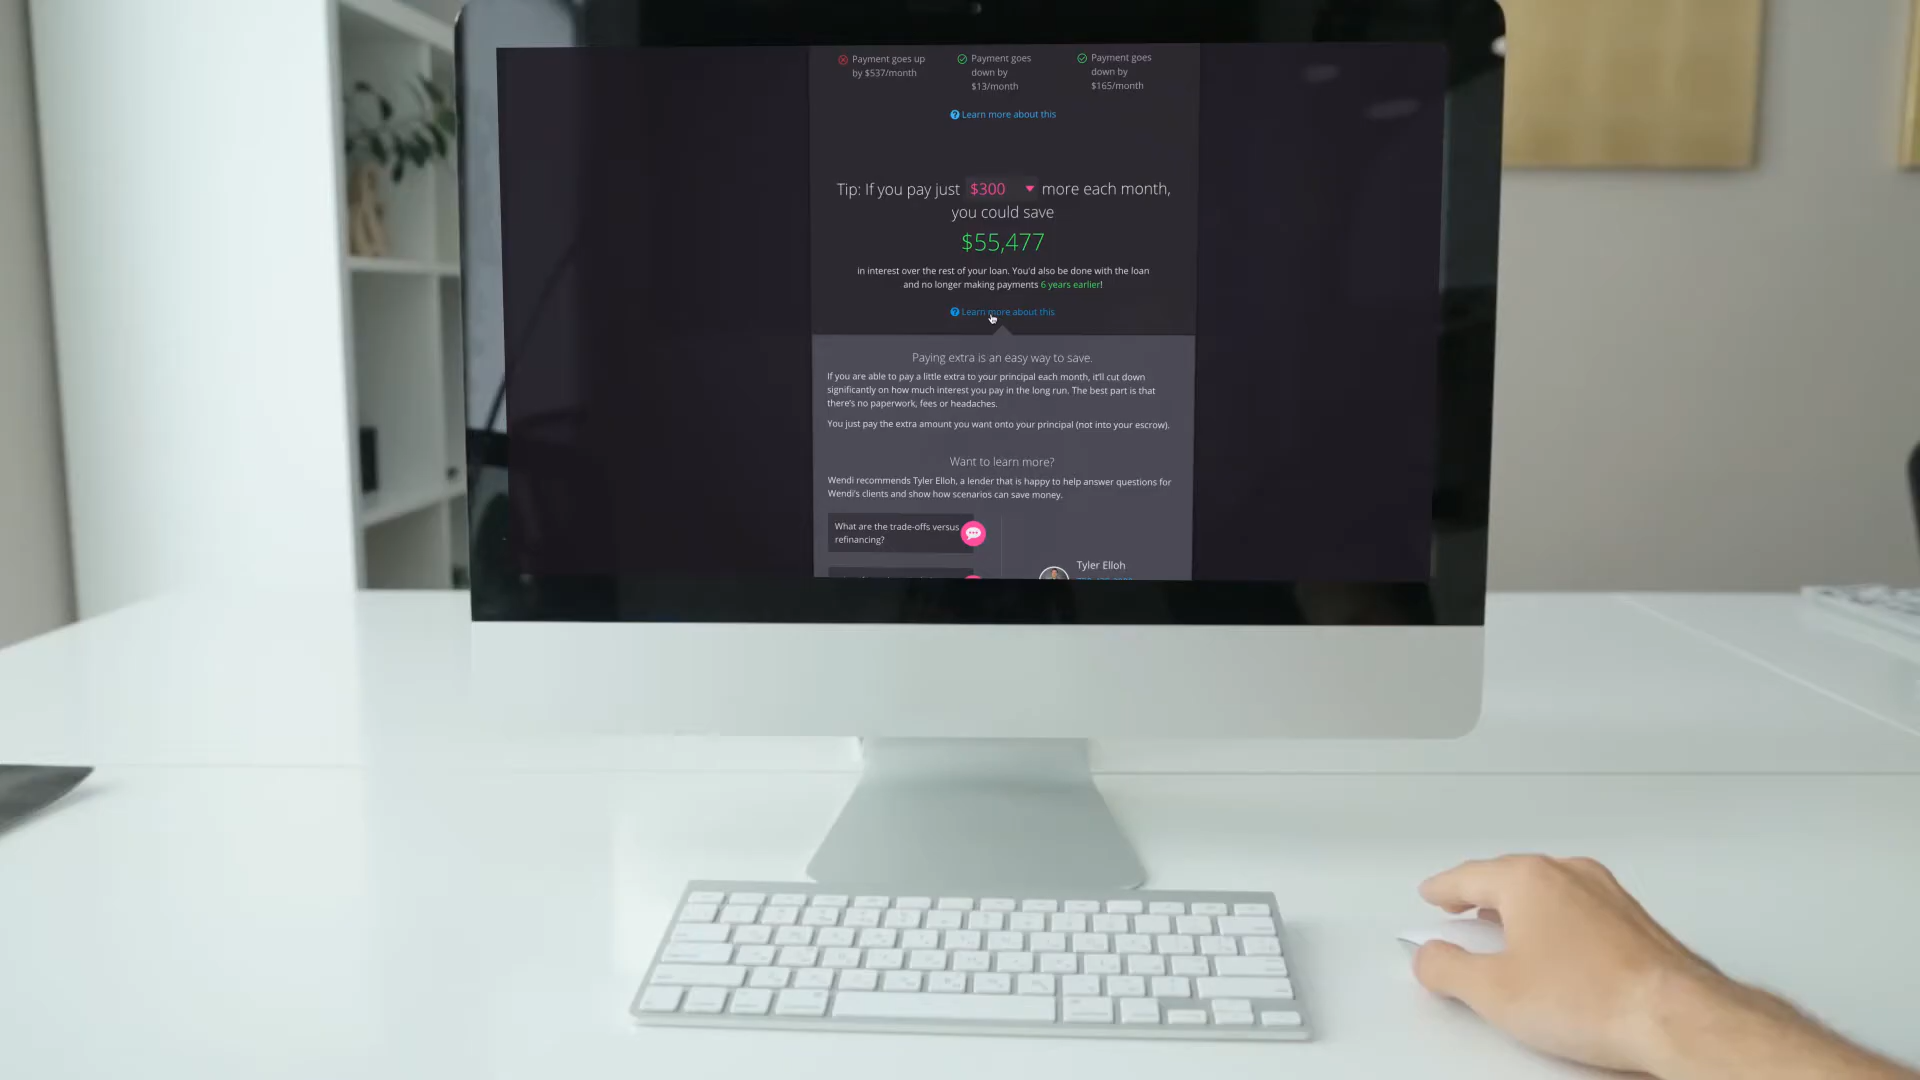 Payment goes up
by $537/month
Payment goes
down by
$13/month
Payment goes
down by
$165/month
Learn more about this
Tip: If you pay just $300 more each month,
you could save
$55,477
in interest over the rest of your loan. You'd also be done with the loan
and no longer making payments 6 years earlier!
Learn more about this
Paying extra is an easy way to save.
If you are able to pay a little extra to your principal each month, it'll cut down
significantly on how much interest you pay in the long run. The best part is that
there's no paperwork, fees or headaches.
You just pay the extra amount you want onto your principal (not into your escrow).
Want to learn more?
Wendi recommends Tyler Elloh, a lender that is happy to help answer questions for
Wendi's clients and show how scenarios can save money.
What are the trade-offs versus
refinancing?
Tyler Elloh